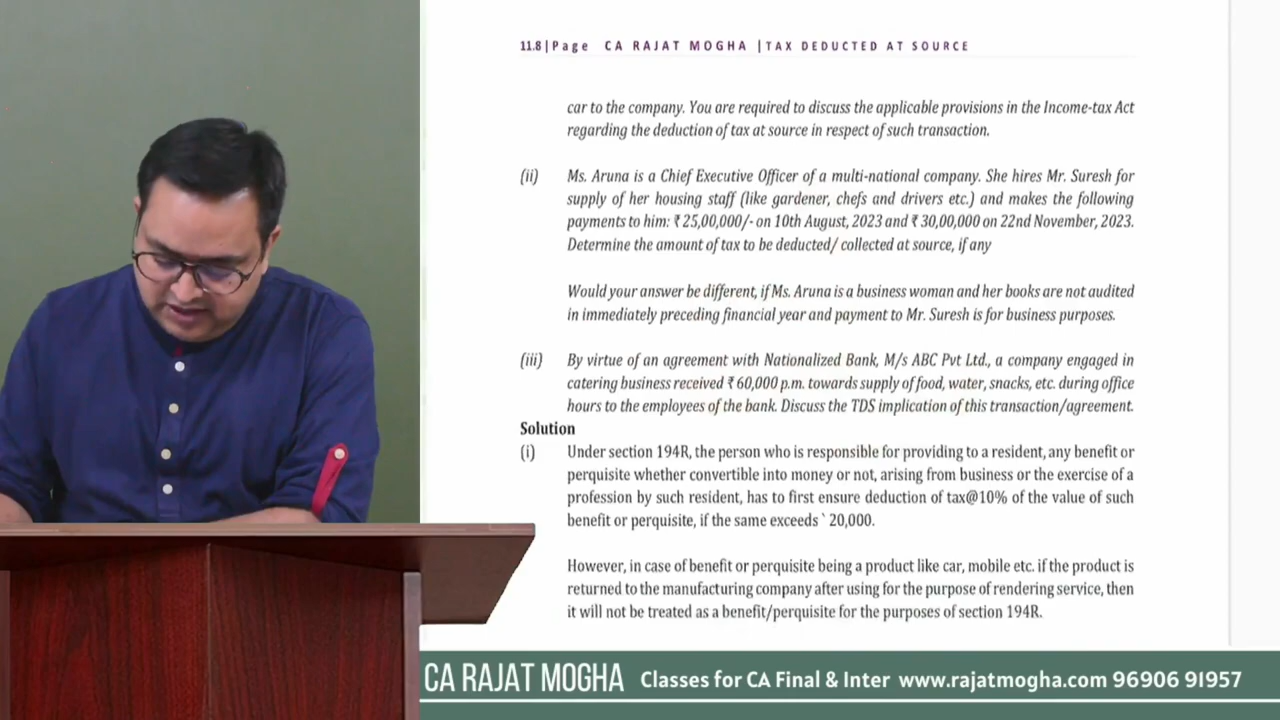 11.8|Page CA RAJAT MOGHA |TAX DEDUCTED AT SOURCE
car to the company. You are required to discuss the applicable provisions in the Income-tax Act
regarding the deduction of tax at source in respect of such transaction.
(ii) Ms. Aruna is a Chief Executive Officer of a multi-national company. She hires Mr. Suresh for
supply of her housing staff (like gardener, chefs and drivers etc.) and makes the following
payments to him: ₹ 25,00,000/- on 10th August, 2023 and ₹ 30,00,000 on 22nd November, 2023.
Determine the amount of tax to be deducted/ collected at source, if any
Would your answer be different, if Ms. Aruna is a business woman and her books are not audited
in immediately preceding financial year and payment to Mr. Suresh is for business purposes.
(iii) By virtue of an agreement with Nationalized Bank, M/s ABC Pvt Ltd., a company engaged in
catering business received ₹ 60,000 p.m. towards supply of food, water, snacks, etc. during office
hours to the employees of the bank. Discuss the TDS implication of this transaction/agreement.
Solution
(i) Under section 194R, the person who is responsible for providing to a resident, any benefit or
perquisite whether convertible into money or not, arising from business or the exercise of a
profession by such resident, has to first ensure deduction of tax@10% of the value of such
benefit or perquisite, if the same exceeds ` 20,000.
However, in case of benefit or perquisite being a product like car, mobile etc. if the product is
returned to the manufacturing company after using for the purpose of rendering service, then
it will not be treated as a benefit/perquisite for the purposes of section 194R.
CA RAJAT MOGHA Classes for CA Final & Inter www.rajatmogha.com 96906 91957